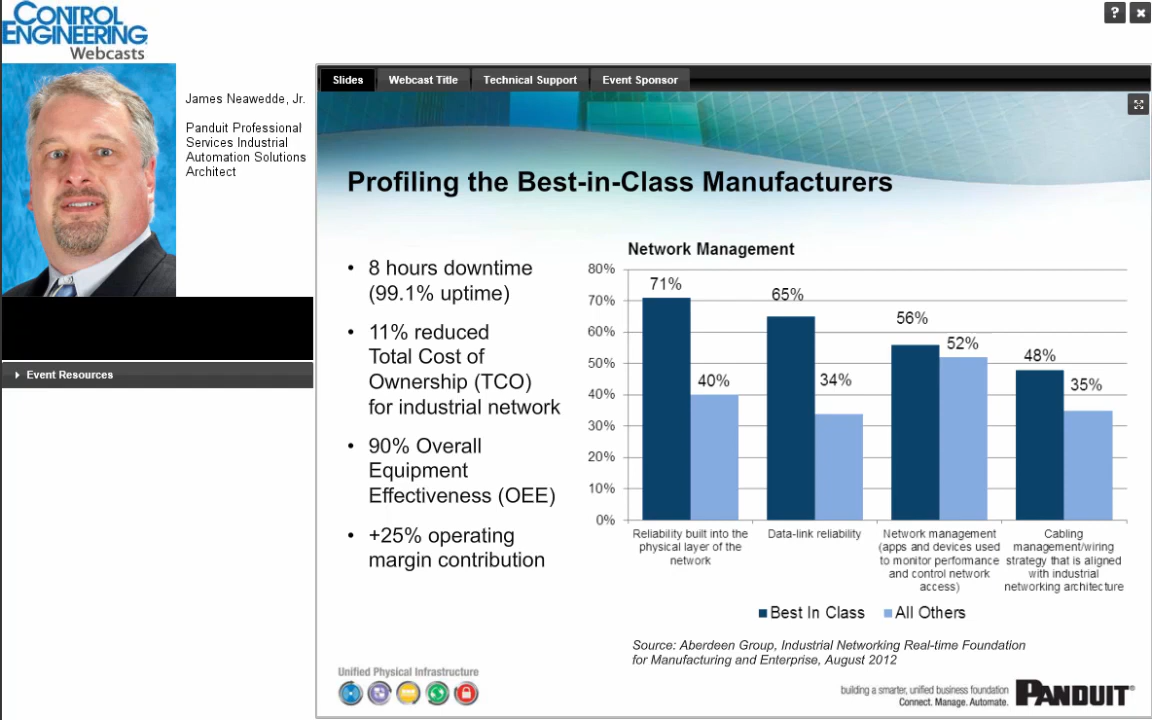 CONTROL
ENGINEERING
Webcasts
? ×
James Neawedde, Jr.
Panduit Professional
Services Industrial
Automation Solutions
Architect
Event Resources
Slides Webcast Title Technical Support Event Sponsor
Profiling the Best-in-Class Manufacturers
• 8 hours downtime
(99.1% uptime)
• 11% reduced
Total Cost of
Ownership (TCO)
for industrial network
• 90% Overall
Equipment
Effectiveness (OEE)
• +25% operating
margin contribution
Network Management
80%
70%
60%
50%
40%
30%
20%
10%
0%
71%
40%
65%
34%
56%
52%
48%
35%
Reliability built into the
physical layer of the
network
Data-link reliability
Network management
(apps and devices used
to monitor performance
and control network
access)
Cabling
management/wiring
strategy that is aligned
with industrial
networking architecture
Best In Class All Others
Source: Aberdeen Group, Industrial Networking Real-time Foundation
for Manufacturing and Enterprise, August 2012
Unified Physical Infrastructure
building a smarter, unified business foundation
Connect. Manage. Automate.
PANDUIT®